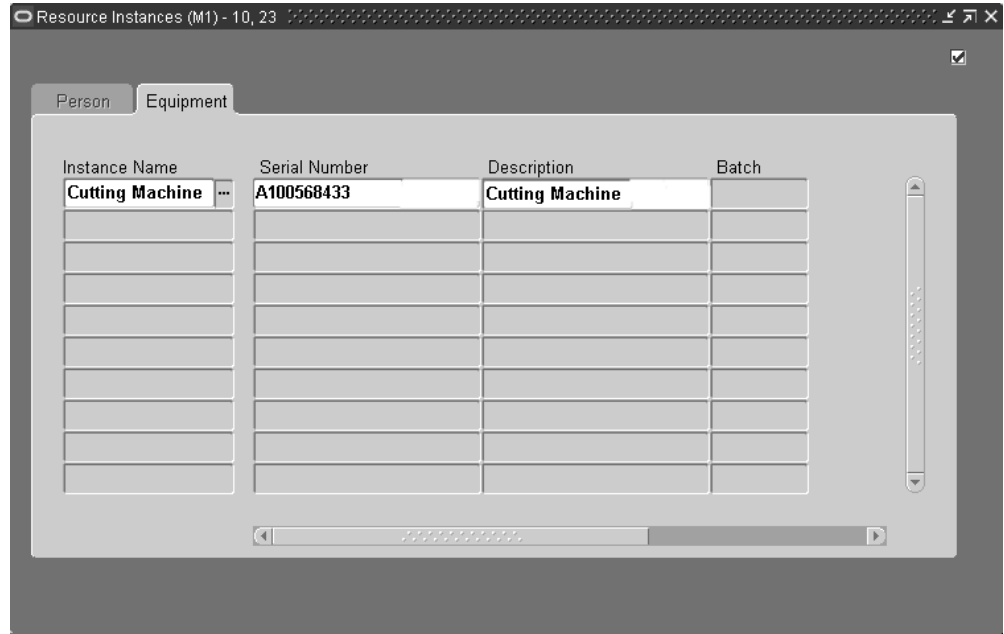 Resource Instances (M1) - 10, 23
Person Equipment
Instance Name Serial Number Description Batch
Cutting Machine ... A100568433 Cutting Machine